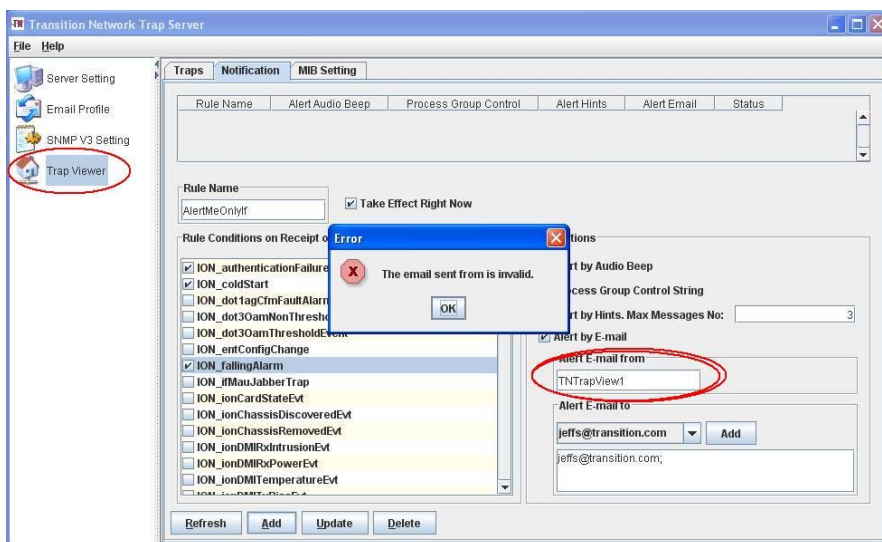 Transition Network Trap Server
File Help
Server Setting
Email Profile
SNMP V3 Setting
Trap Viewer
Traps Notification MIB Setting
Rule Name Alert Audio Beep Process Group Control Alert Hints Alert Email Status
Rule Name
AlertMeOnlyIf
Take Effect Right Now
Rule Conditions on Receipt o
ION_authenticationFailure
ION_coldStart
ION_dot1agCfmFaultAlarm
ION_dot3OamNonThresho
ION_dot3OamThresholdEvent
ION_entConfigChange
ION_fallingAlarm
ION_ifMauJabberTrap
ION_ionCardStateEvt
ION_ionChassisDiscoveredEvt
ION_ionChassisRemovedEvt
ION_ionDMIRxIntrusionEvt
ION_ionDMIRxPowerEvt
ION_ionDMITemperatureEvt
Error
The email sent from is invalid.
OK
tions
rt by Audio Beep
ocess Group Control String
rt by Hints. Max Messages No: 3
Alert by E-mail
Alert E-mail from
TNTrapView1
Alert E-mail to
jeffs@transition.com Add
jeffs@transition.com;
Refresh Add Update Delete